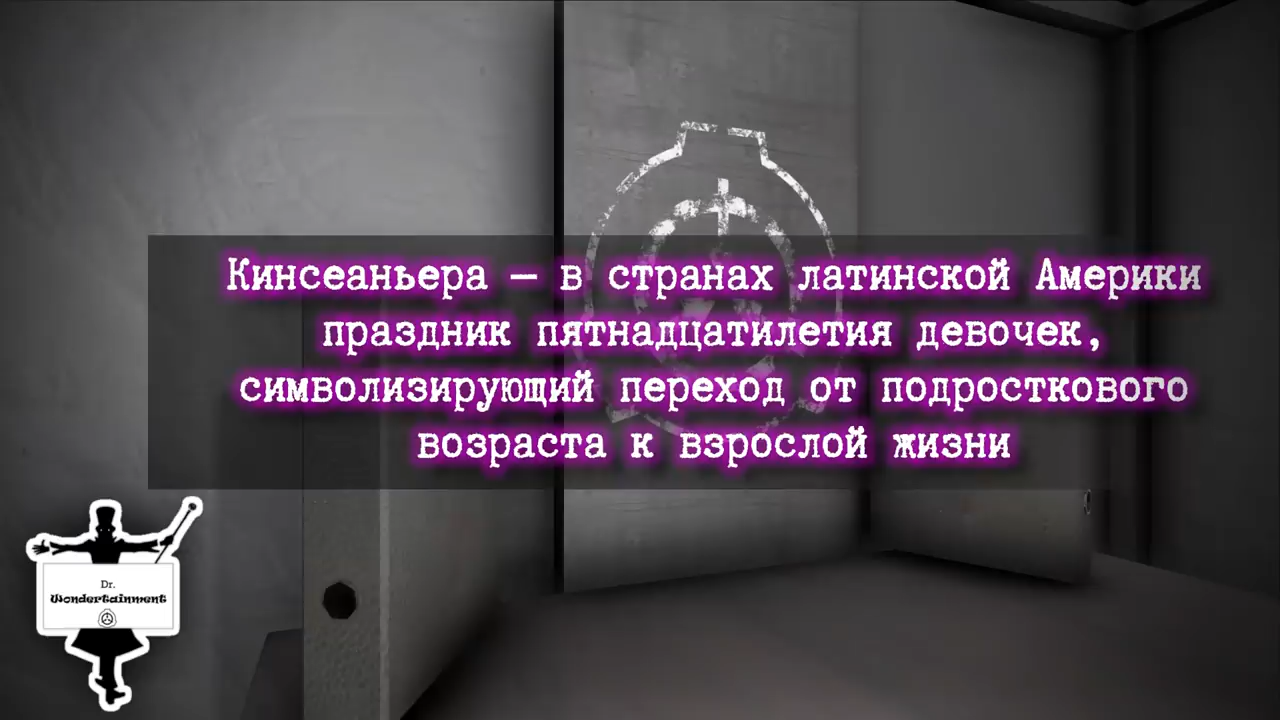 Кинсеаньера — в странах латинской Америки
праздник пятнадцатилетия девочек,
символизирующий переход от подросткового
возраста к взрослой жизни
Dr.
Wondertainment